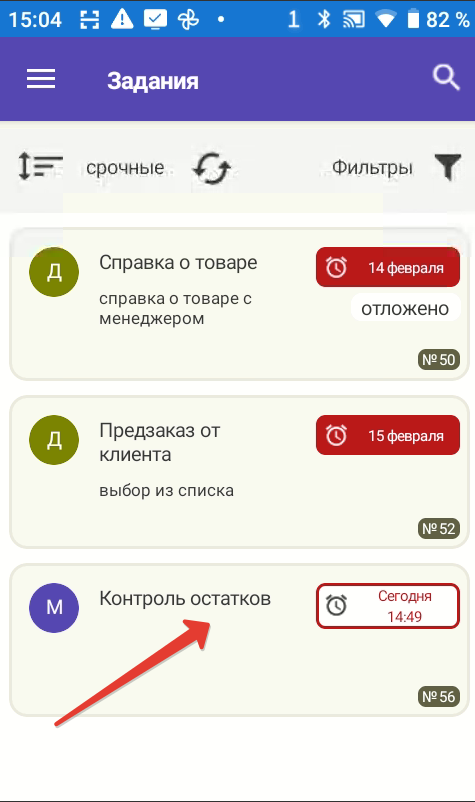 15:04 1 82 %
Задания
срочные Фильтры
Д Справка о товаре 14 февраля
справка о товаре с
менеджером
отложено
№50
Д Предзаказ от
клиента
15 февраля
выбор из списка
№52
М Контроль остатков
Сегодня
14:49
№56